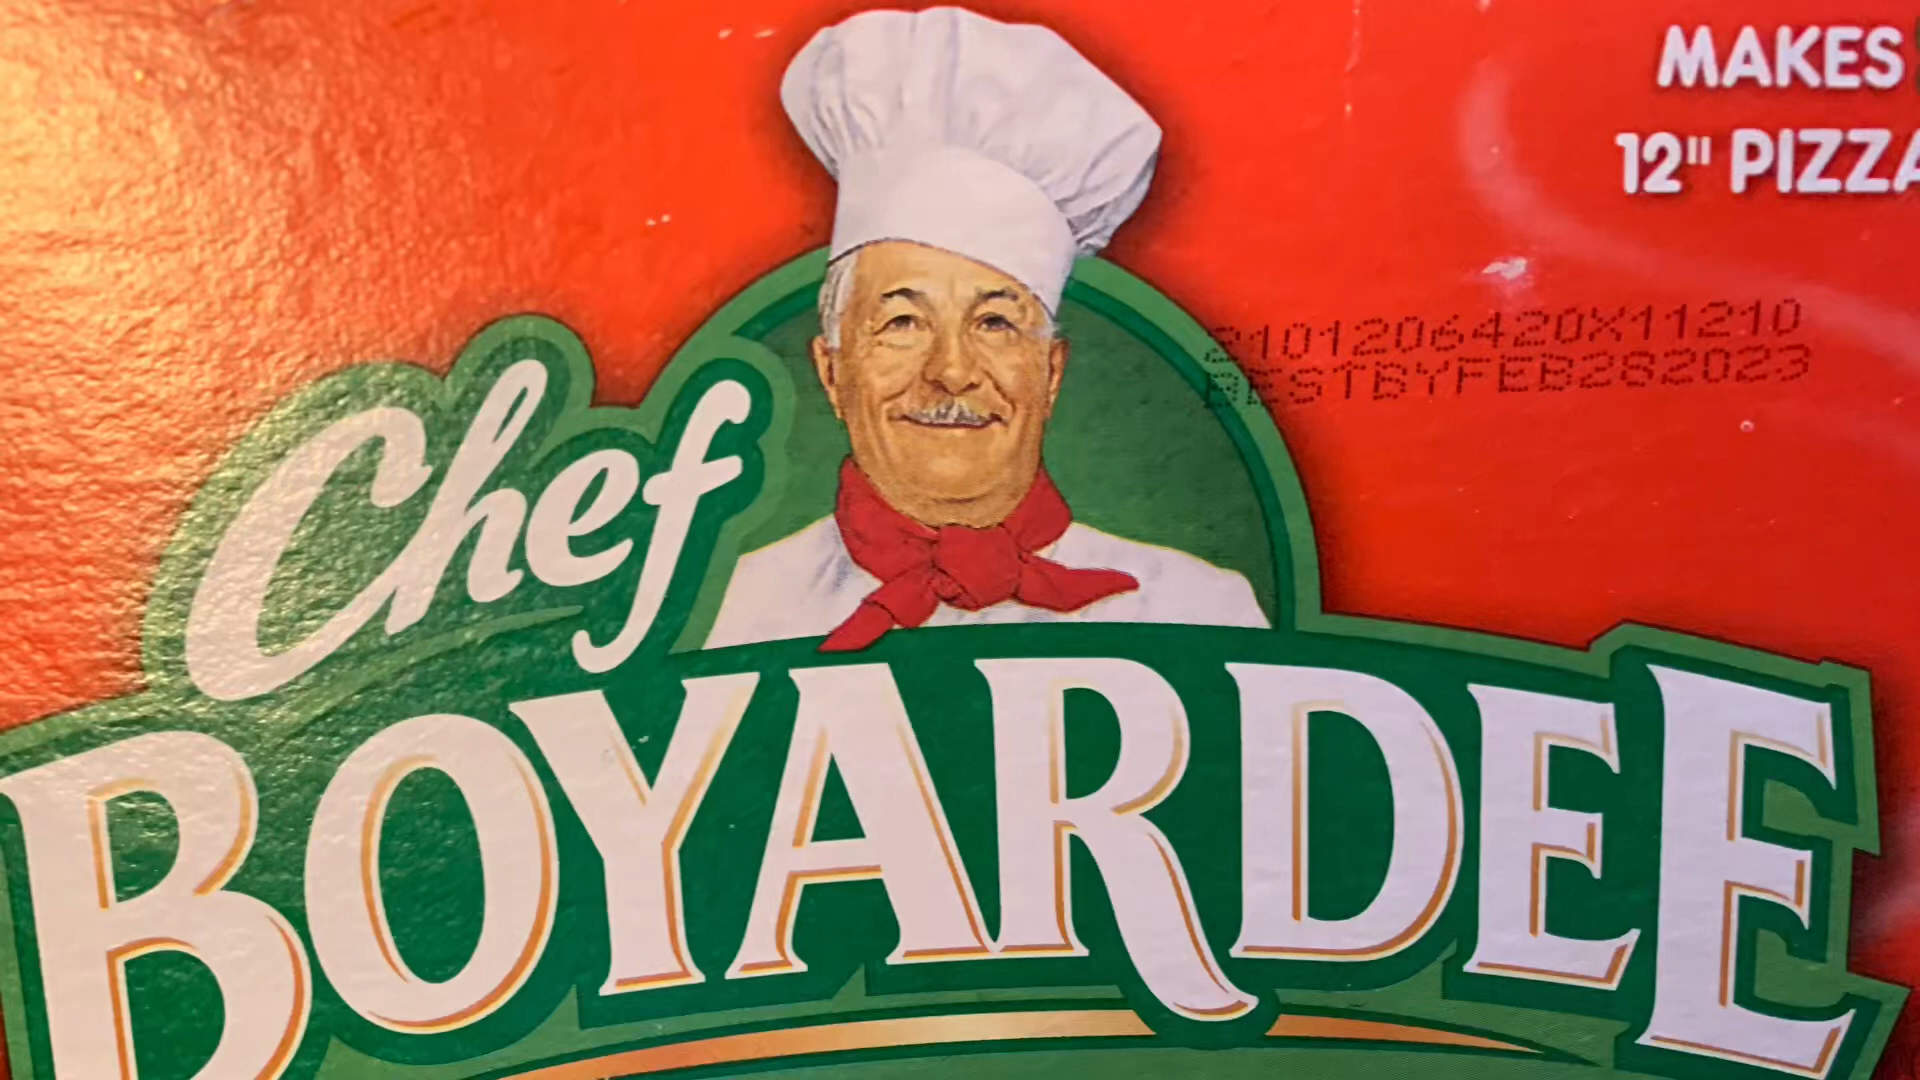 MAKES
12" PIZZA
2101206420X11210
BESTBYFEB282023
Chef
BOYARDEE